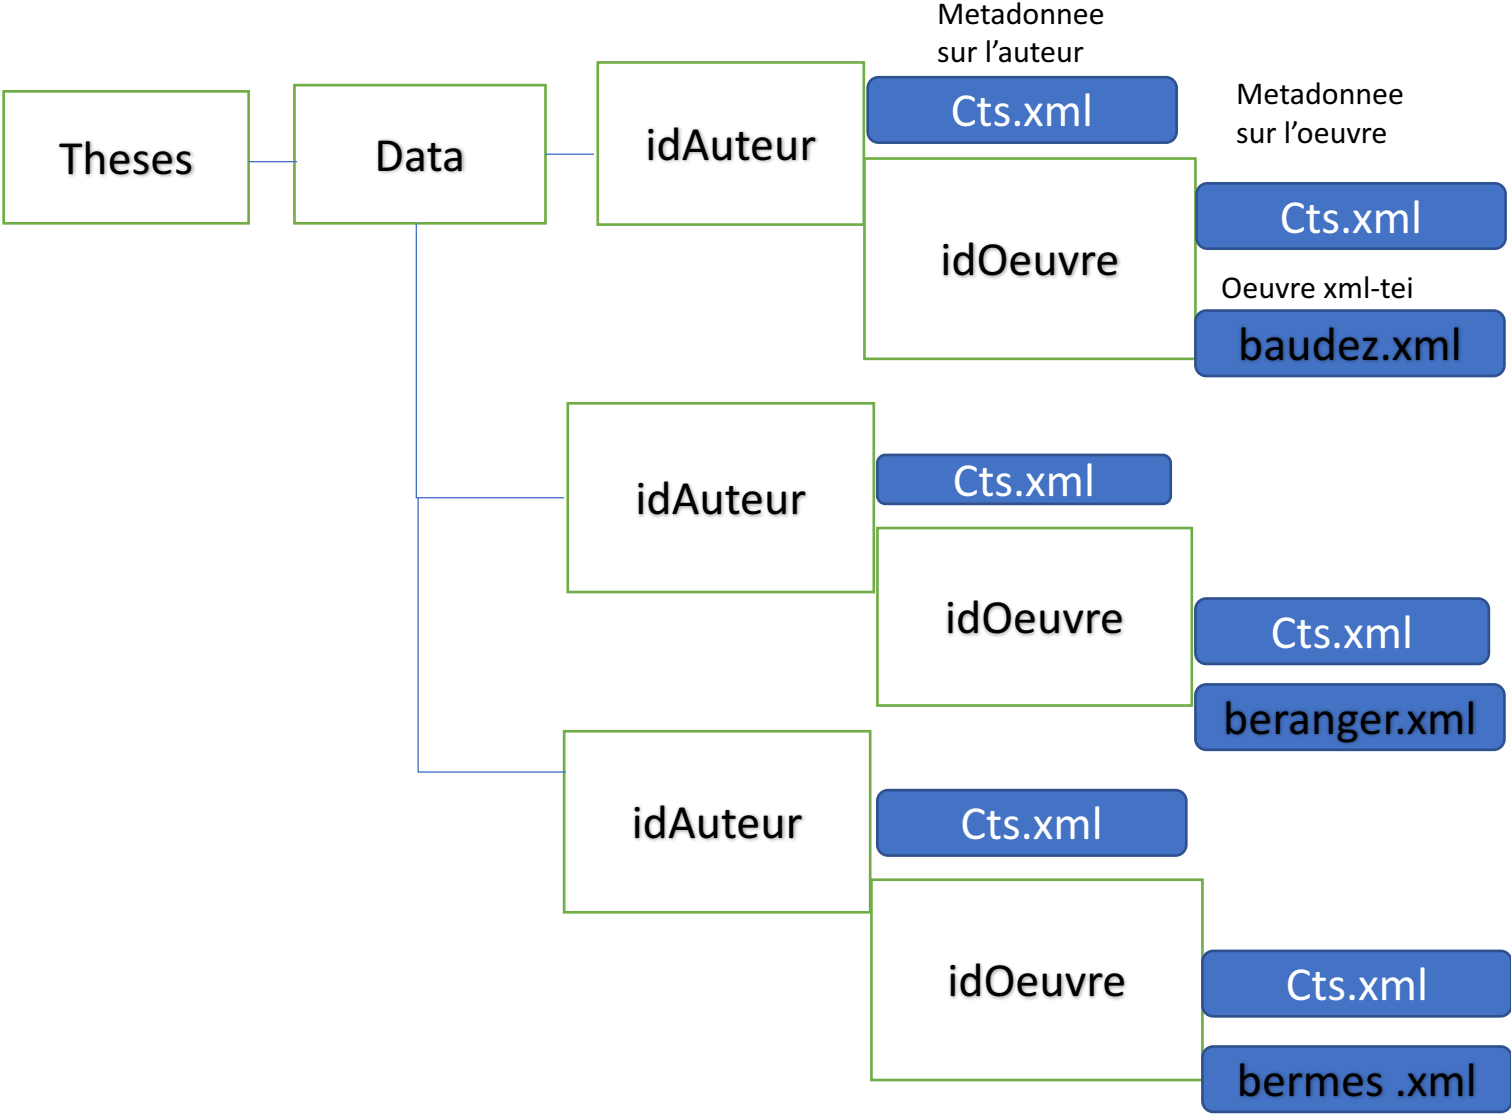 Metadonnee
sur l'auteur
Cts.xml
Metadonnee
sur l'oeuvre
Theses
Data
idAuteur
Cts.xml
idOeuvre
Oeuvre xml-tei
baudez.xml
idAuteur
Cts.xml
idOeuvre
Cts.xml
beranger.xml
idAuteur
Cts.xml
idOeuvre
Cts.xml
bermes .xml